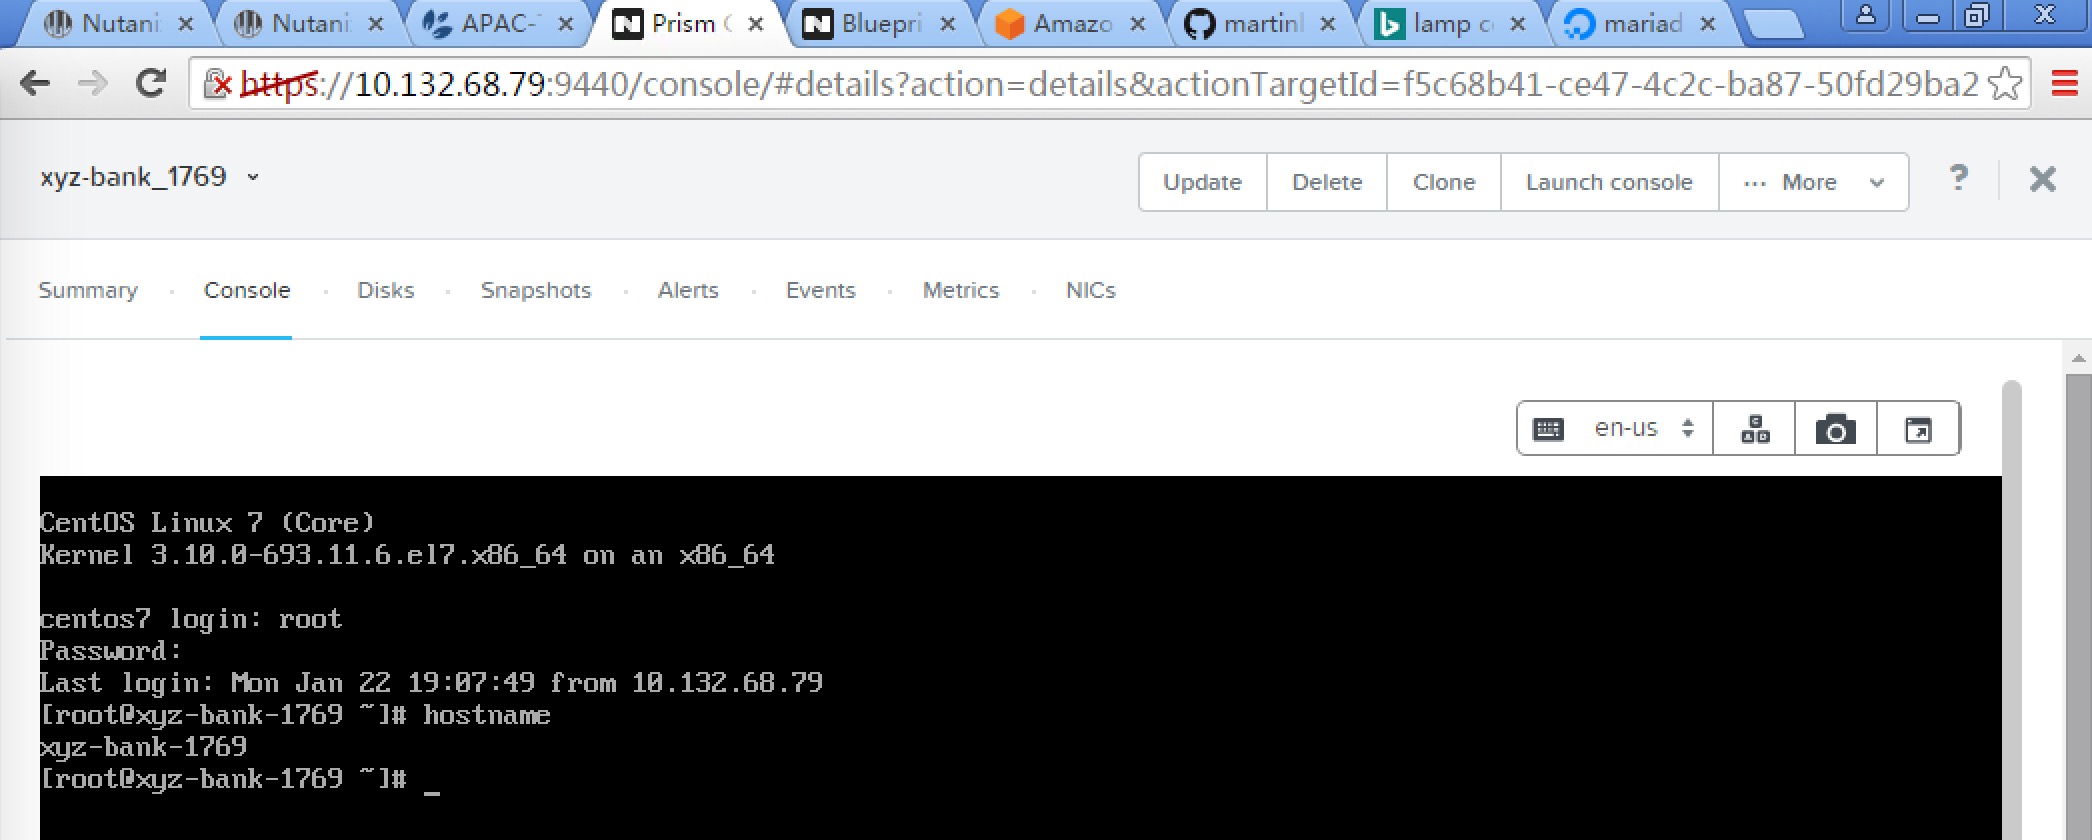 Nutani Nutani APAC- Prism Bluepri Amazo martinl lamp c mariad
https://10.132.68.79:9440/console/#details?action=details&actionTargetId=f5c68b41-ce47-4c2c-ba87-50fd29ba2
xyz-bank_1769 Update Delete Clone Launch console ... More ?
Summary Console Disks Snapshots Alerts Events Metrics NICs
en-us
CentOS Linux 7 (Core)
Kernel 3.10.0-693.11.6.el7.x86_64 on an x86_64
centos7 login: root
Password:
Last login: Mon Jan 22 19:07:49 from 10.132.68.79
[root@xyz-bank-1769 ~]# hostname
xyz-bank-1769
[root@xyz-bank-1769 ~]# _